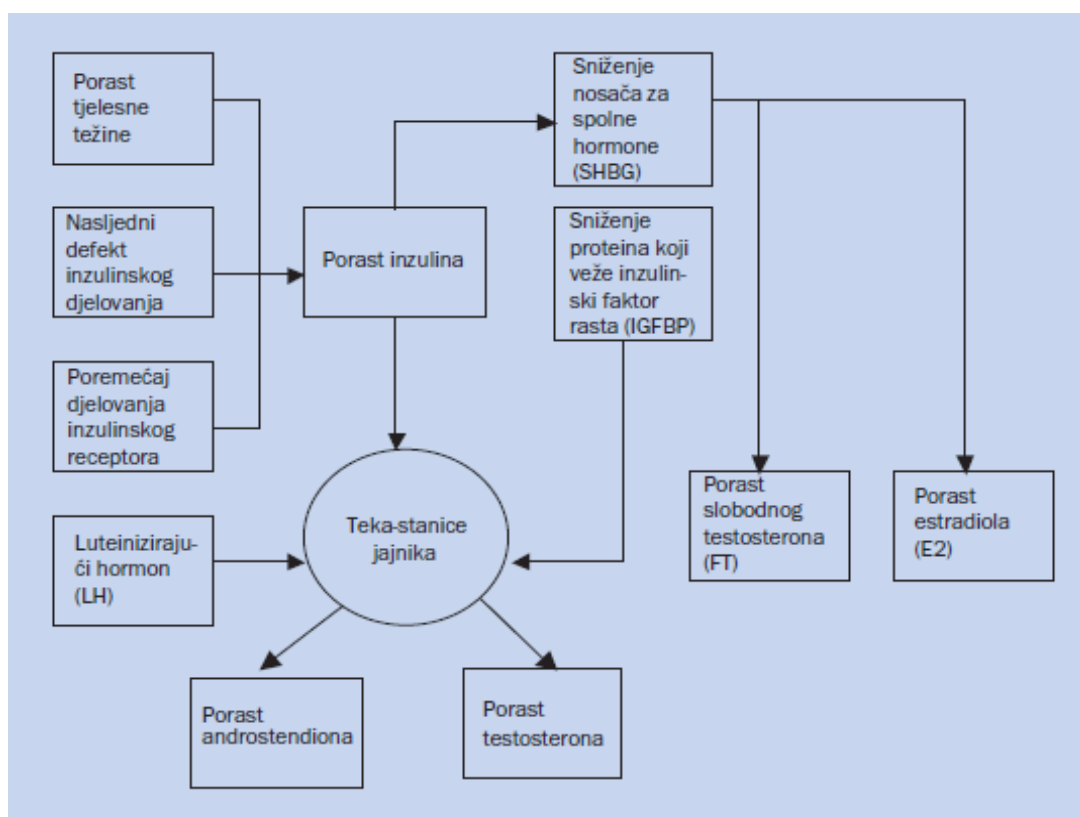 Porast
tjelesne
težine
Nasljedni
defekt
inzulinskog
djelovanja
Poremećaj
djelovanja
inzulinskog
receptora
Luteiniziraju-
ći hormon
(LH)
Porast inzulina
Teka-stanice
jajnika
Porast
androstendiona
Porast
testosterona
Sniženje
nosača za
spolne
hormone
(SHBG)
Sniženje
proteina koji
veže inzulin-
ski faktor
rasta (IGFBP)
Porast
slobodnog
testosterona
(FT)
Porast
estradiola
(E2)